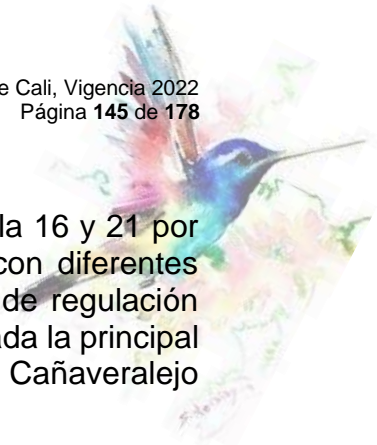 e Cali, Vigencia 2022
Página 145 de 178
la 16 y 21 por
con diferentes
de regulación
ada la principal
Cañaveralejo